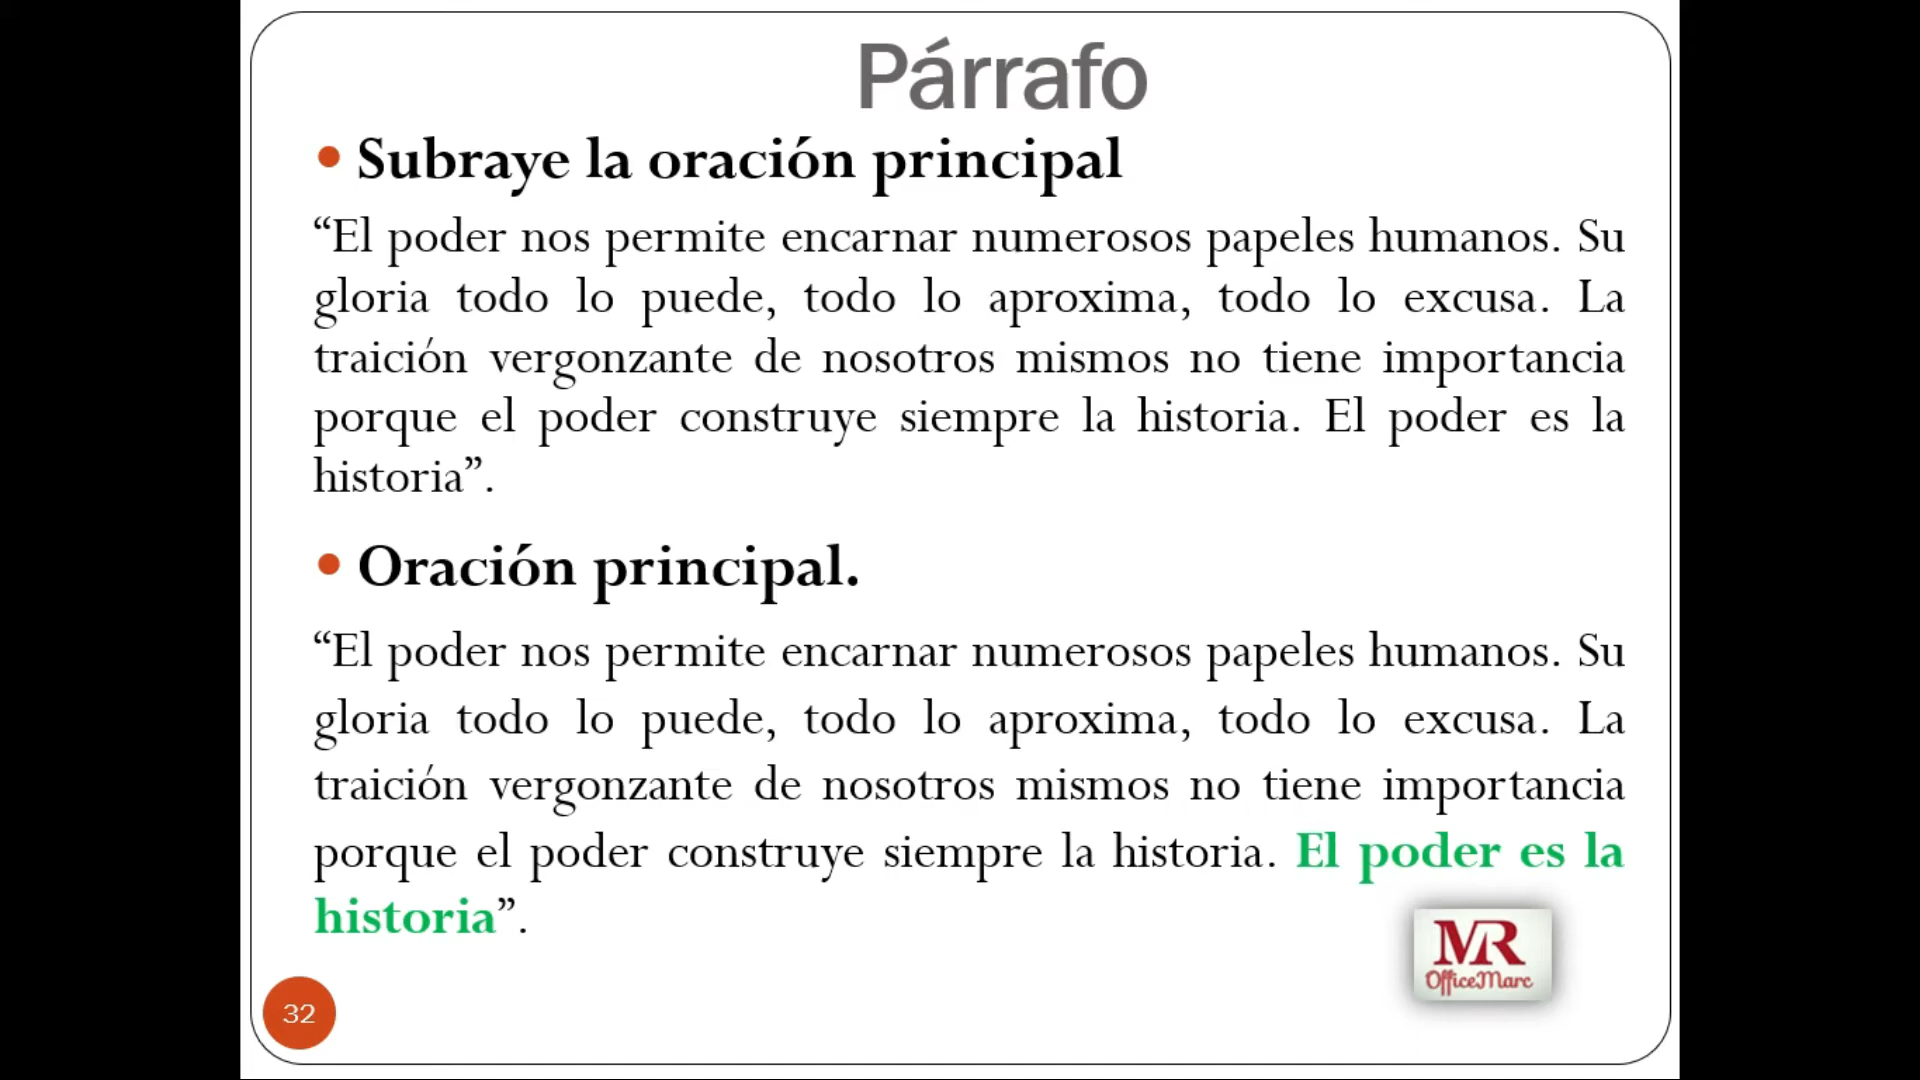 Párrafo
• Subraye la oración principal
“El poder nos permite encarnar numerosos papeles humanos. Su
gloria todo lo puede, todo lo aproxima, todo lo excusa. La
traición vergonzante de nosotros mismos no tiene importancia
porque el poder construye siempre la historia. El poder es la
historia”.
• Oración principal.
“El poder nos permite encarnar numerosos papeles humanos. Su
gloria todo lo puede, todo lo aproxima, todo lo excusa. La
traición vergonzante de nosotros mismos no tiene importancia
porque el poder construye siempre la historia. El poder es la
historia”.
MR
OfficeMarc
32